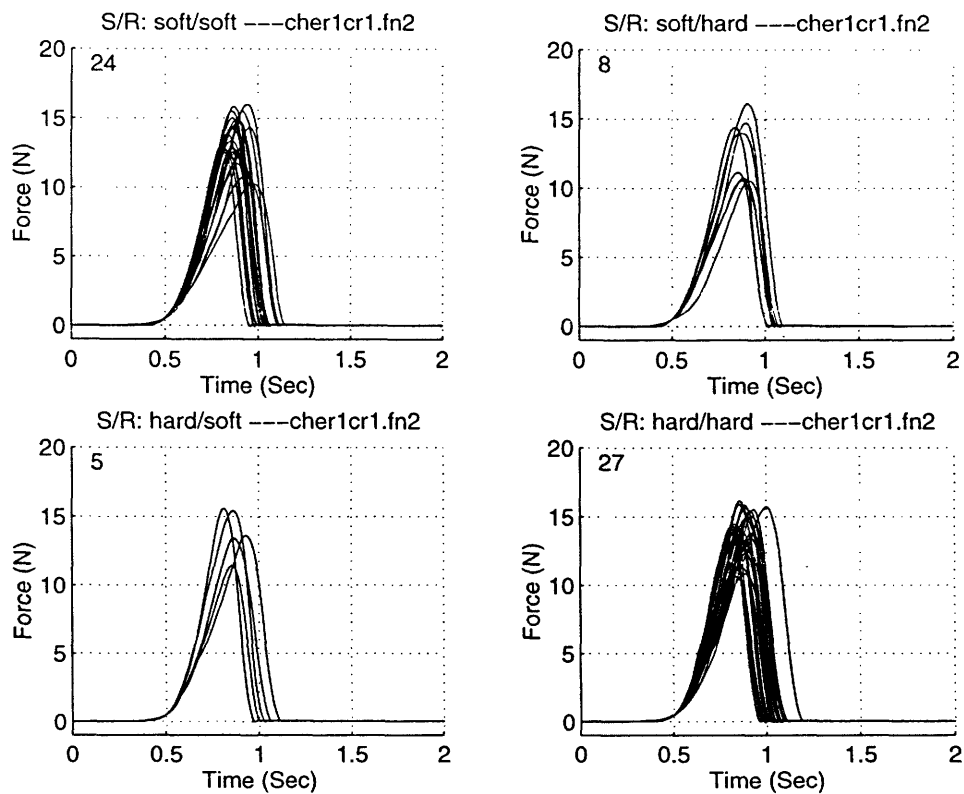 S/R: soft/soft ---cher1cr1.fn2
20
15
10
5
0
24
Force (N)
0 0.5 1 1.5 2
Time (Sec)
S/R: soft/hard ---cher1cr1.fn2
20
15
10
5
0
8
Force (N)
0 0.5 1 1.5 2
Time (Sec)
S/R: hard/soft ---cher1cr1.fn2
20
15
10
5
0
5
Force (N)
0 0.5 1 1.5 2
Time (Sec)
S/R: hard/hard ---cher1cr1.fn2
20
15
10
5
0
27
Force (N)
0 0.5 1 1.5 2
Time (Sec)